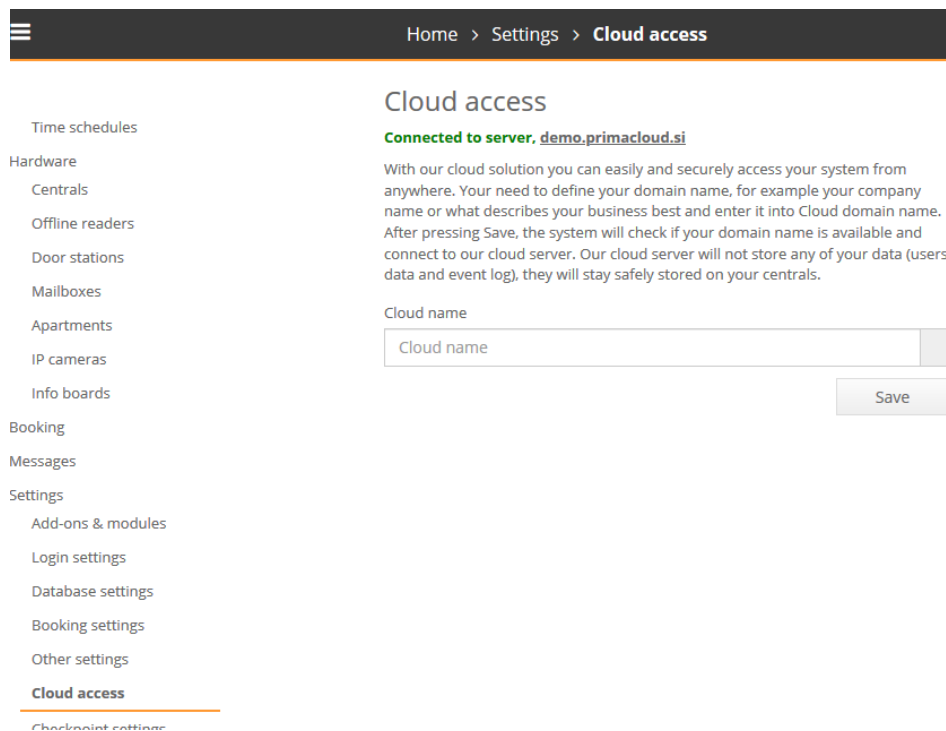 Home > Settings > Cloud access
Time schedules
Hardware
Centrals
Offline readers
Door stations
Mailboxes
Apartments
IP cameras
Info boards
Booking
Messages
Settings
Add-ons & modules
Login settings
Database settings
Booking settings
Other settings
Cloud access
Checkpoint settings
Cloud access
Connected to server, demo.primacloud.si
With our cloud solution you can easily and securely access your system from
anywhere. Your need to define your domain name, for example your company
name or what describes your business best and enter it into Cloud domain name.
After pressing Save, the system will check if your domain name is available and
connect to our cloud server. Our cloud server will not store any of your data (users
data and event log), they will stay safely stored on your centrals.
Cloud name
Cloud name
Save